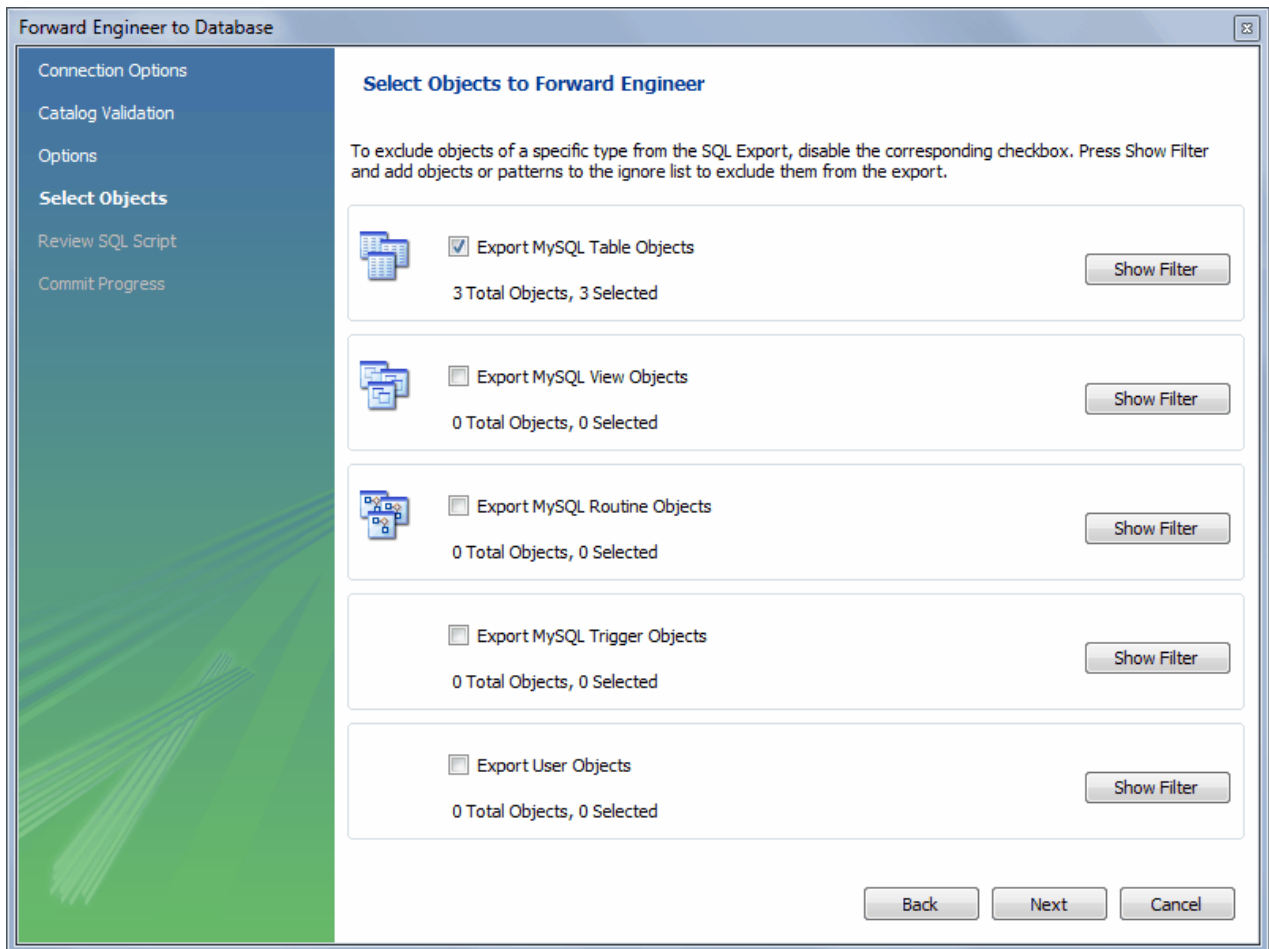 Forward Engineer to Database
Connection Options
Catalog Validation
Options
Select Objects
Review SQL Script
Commit Progress
Select Objects to Forward Engineer
To exclude objects of a specific type from the SQL Export, disable the corresponding checkbox. Press Show Filter
and add objects or patterns to the ignore list to exclude them from the export.
Export MySQL Table Objects
Show Filter
3 Total Objects, 3 Selected
Export MySQL View Objects
Show Filter
0 Total Objects, 0 Selected
Export MySQL Routine Objects
Show Filter
0 Total Objects, 0 Selected
Export MySQL Trigger Objects
Show Filter
0 Total Objects, 0 Selected
Export User Objects
Show Filter
0 Total Objects, 0 Selected
Back Next Cancel